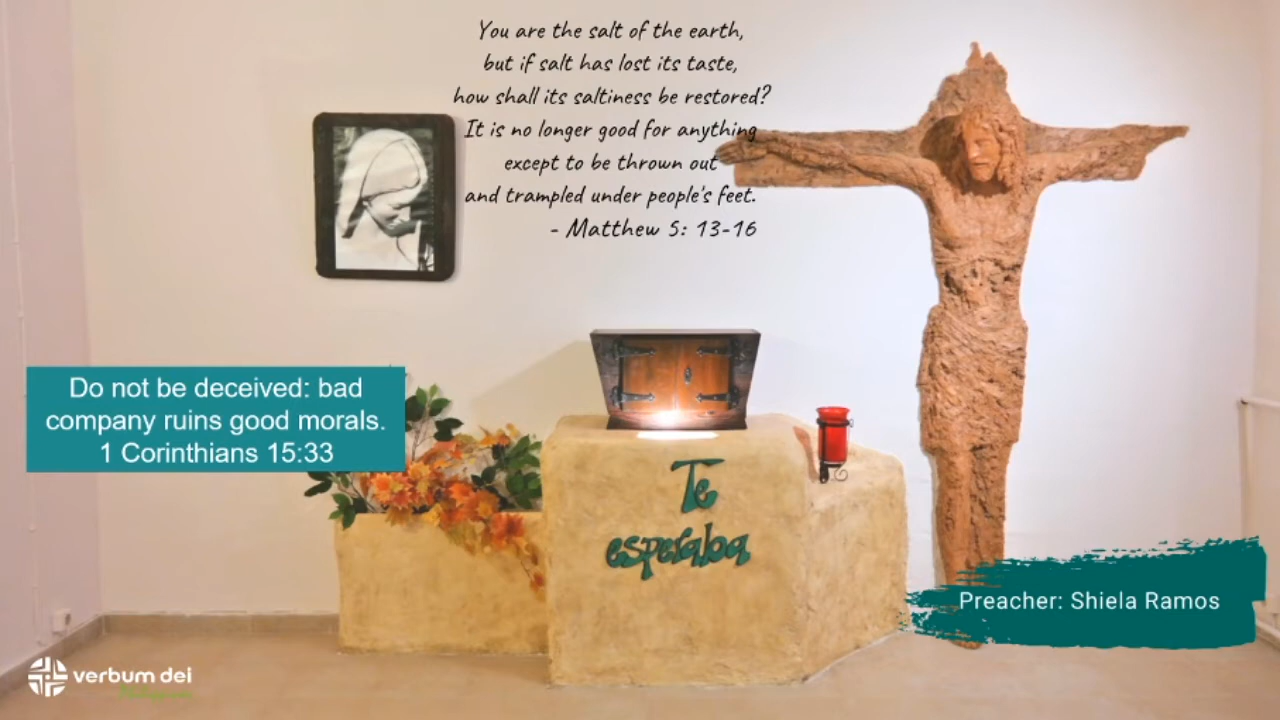 You are the salt of the earth,
but if salt has lost its taste,
how shall its saltiness be restored?
It is no longer good for anything
except to be thrown out
and trampled under people's feet.
- Matthew 5: 13-16
Do not be deceived: bad
company ruins good morals.
1 Corinthians 15:33
Te
esperaba
Preacher: Shiela Ramos
verbum dei